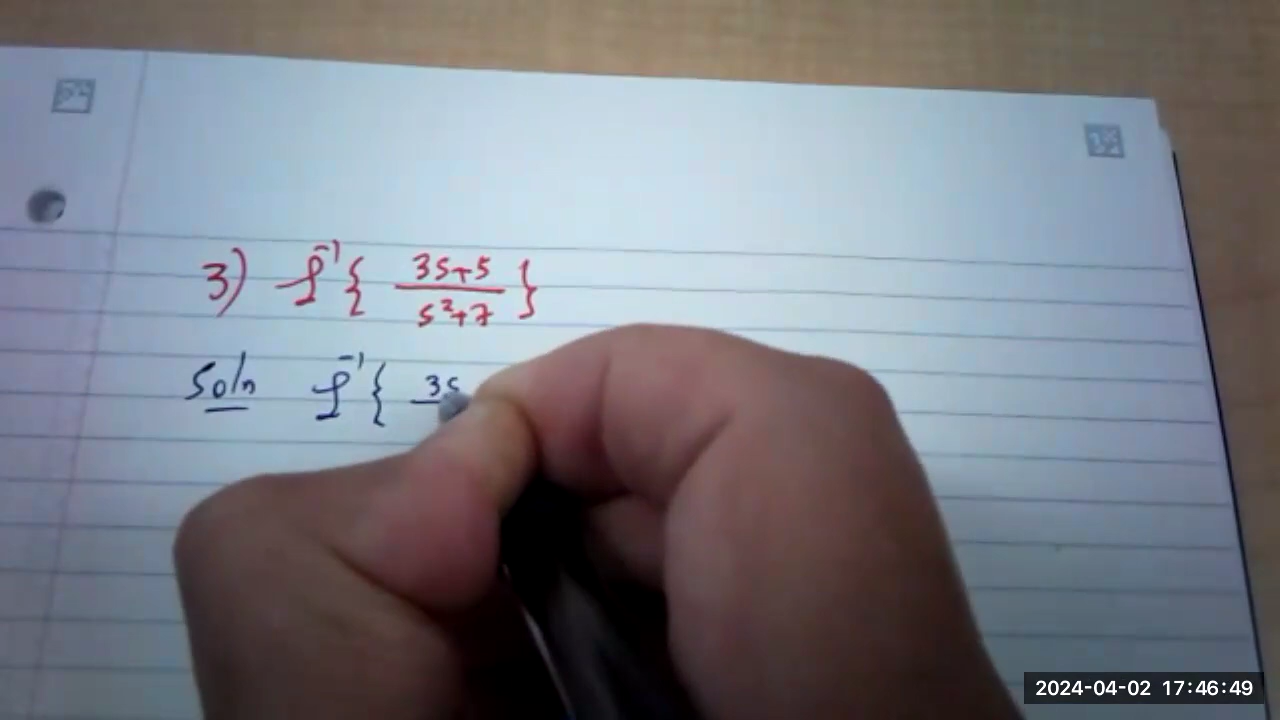 3) ℒ⁻¹{ 3s+5 / s²+7 }
Soln ℒ⁻¹{ 3s
2024-04-02 17:46:49